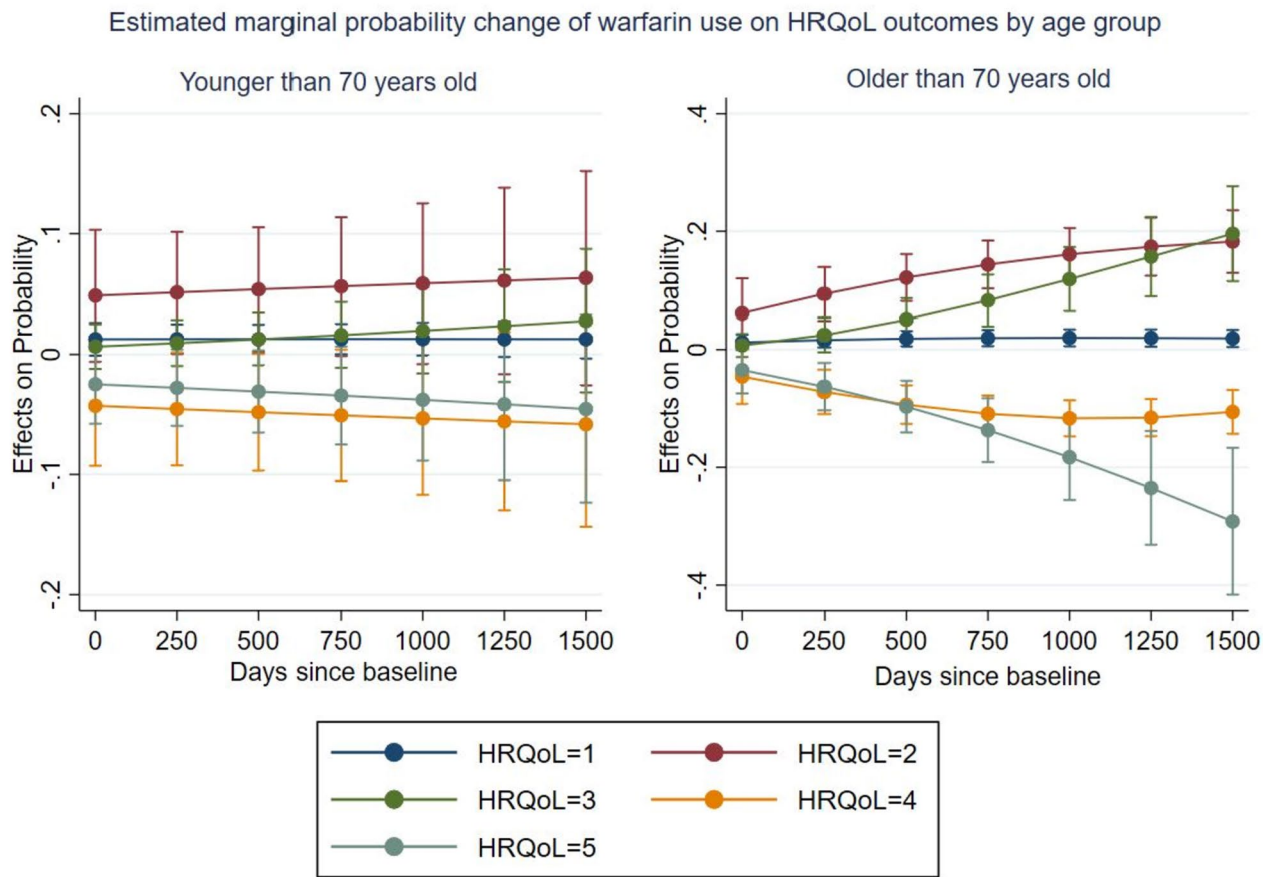 Estimated marginal probability change of warfarin use on HRQoL outcomes by age group
Younger than 70 years old
.2
.1
0
-.1
-.2
Effects on Probability
0 250 500 750 1000 1250 1500
Days since baseline
Older than 70 years old
.4
.2
0
-.2
-.4
Effects on Probability
0 250 500 750 1000 1250 1500
Days since baseline
HRQoL=1 HRQoL=2
HRQoL=3 HRQoL=4
HRQoL=5